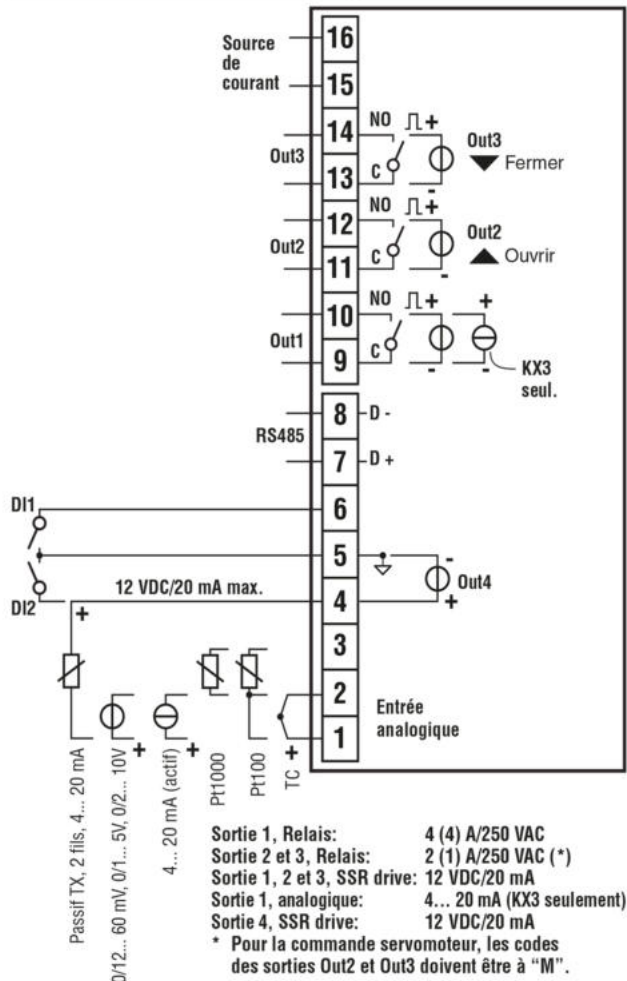 Source
de
courant
16
15
14
NO
+
Out3
Out3
C
13
-
Fermer
12
NO
+
Out2
Out2
C
11
-
Ouvrir
10
NO
+
+
Out1
C
9
-
-
KX3
seul.
8
D -
RS485
7
D +
DI1
6
5
-
Out4
DI2
12 VDC/20 mA max.
4
+
+
3
2
1
Entrée
analogique
Passif TX, 2 fils, 4... 20 mA
0/12... 60 mV, 0/1... 5V, 0/2... 10V
+
4... 20 mA (actif)
+
Pt1000
Pt100
TC
+
Sortie 1, Relais: 4 (4) A/250 VAC
Sortie 2 et 3, Relais: 2 (1) A/250 VAC (*)
Sortie 1, 2 et 3, SSR drive: 12 VDC/20 mA
Sortie 1, analogique: 4... 20 mA (KX3 seulement)
Sortie 4, SSR drive: 12 VDC/20 mA
* Pour la commande servomoteur, les codes
des sorties Out2 et Out3 doivent être à “M”.